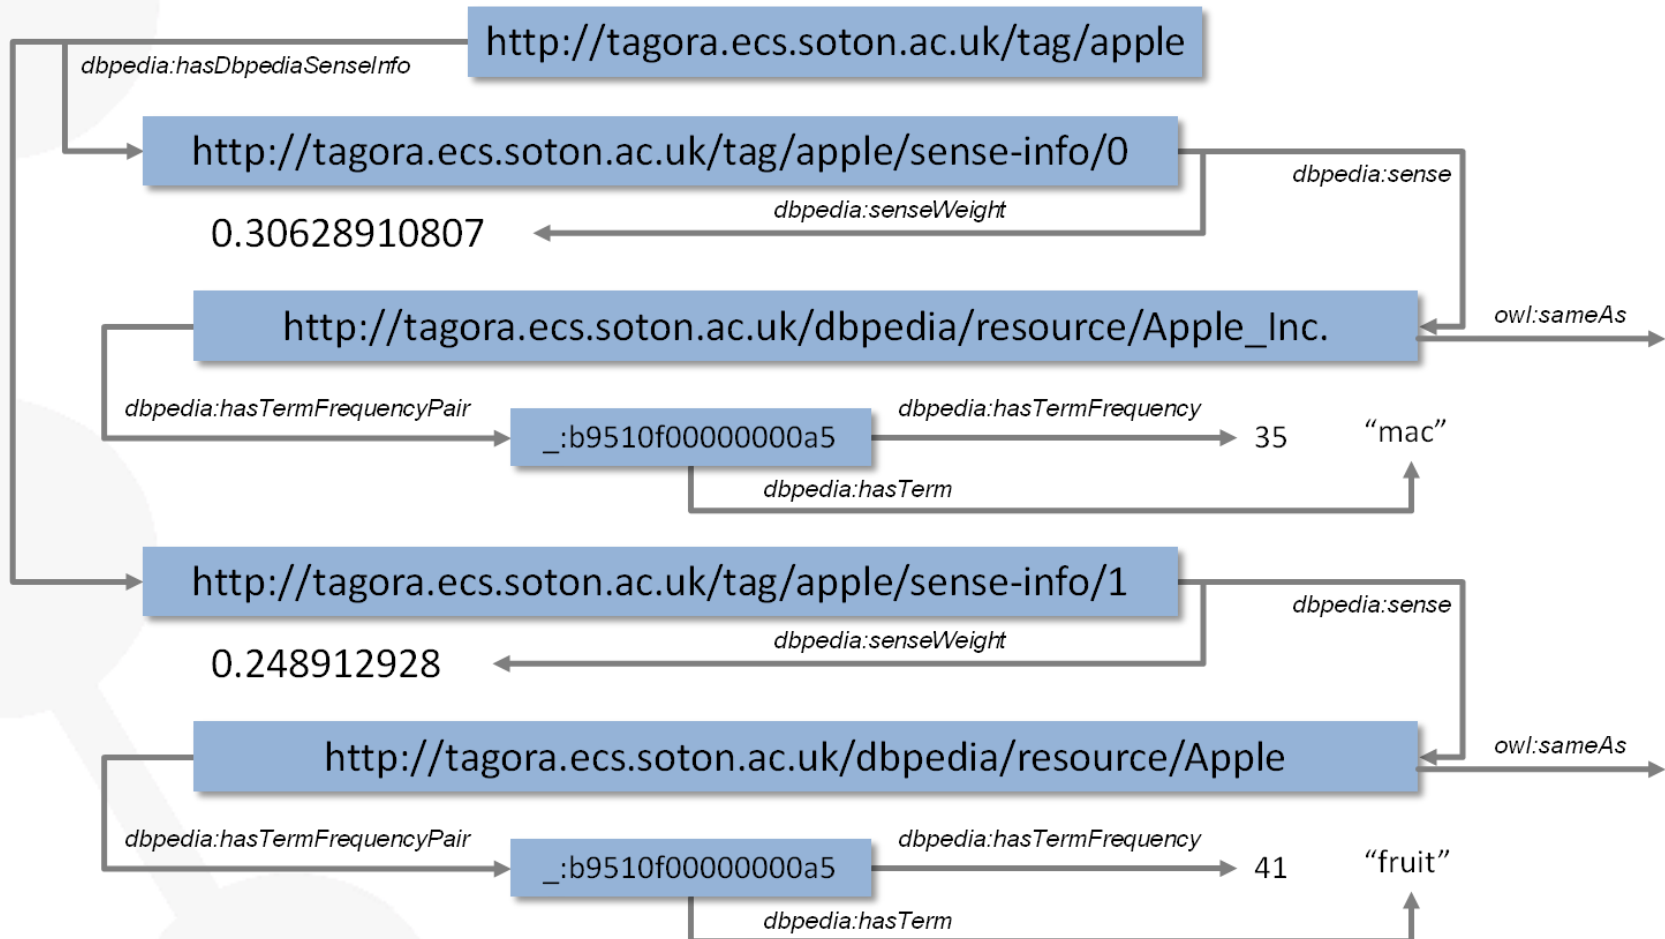 http://tagora.ecs.soton.ac.uk/tag/apple
dbpedia:hasDbpediaSenseInfo
http://tagora.ecs.soton.ac.uk/tag/apple/sense-info/0
dbpedia:sense
dbpedia:senseWeight
0.30628910807
http://tagora.ecs.soton.ac.uk/dbpedia/resource/Apple_Inc.
owl:sameAs
dbpedia:hasTermFrequencyPair
_:b9510f00000000a5
dbpedia:hasTermFrequency
35
“mac”
dbpedia:hasTerm
http://tagora.ecs.soton.ac.uk/tag/apple/sense-info/1
dbpedia:sense
dbpedia:senseWeight
0.248912928
http://tagora.ecs.soton.ac.uk/dbpedia/resource/Apple
owl:sameAs
dbpedia:hasTermFrequencyPair
_:b9510f00000000a5
dbpedia:hasTermFrequency
41
“fruit”
dbpedia:hasTerm